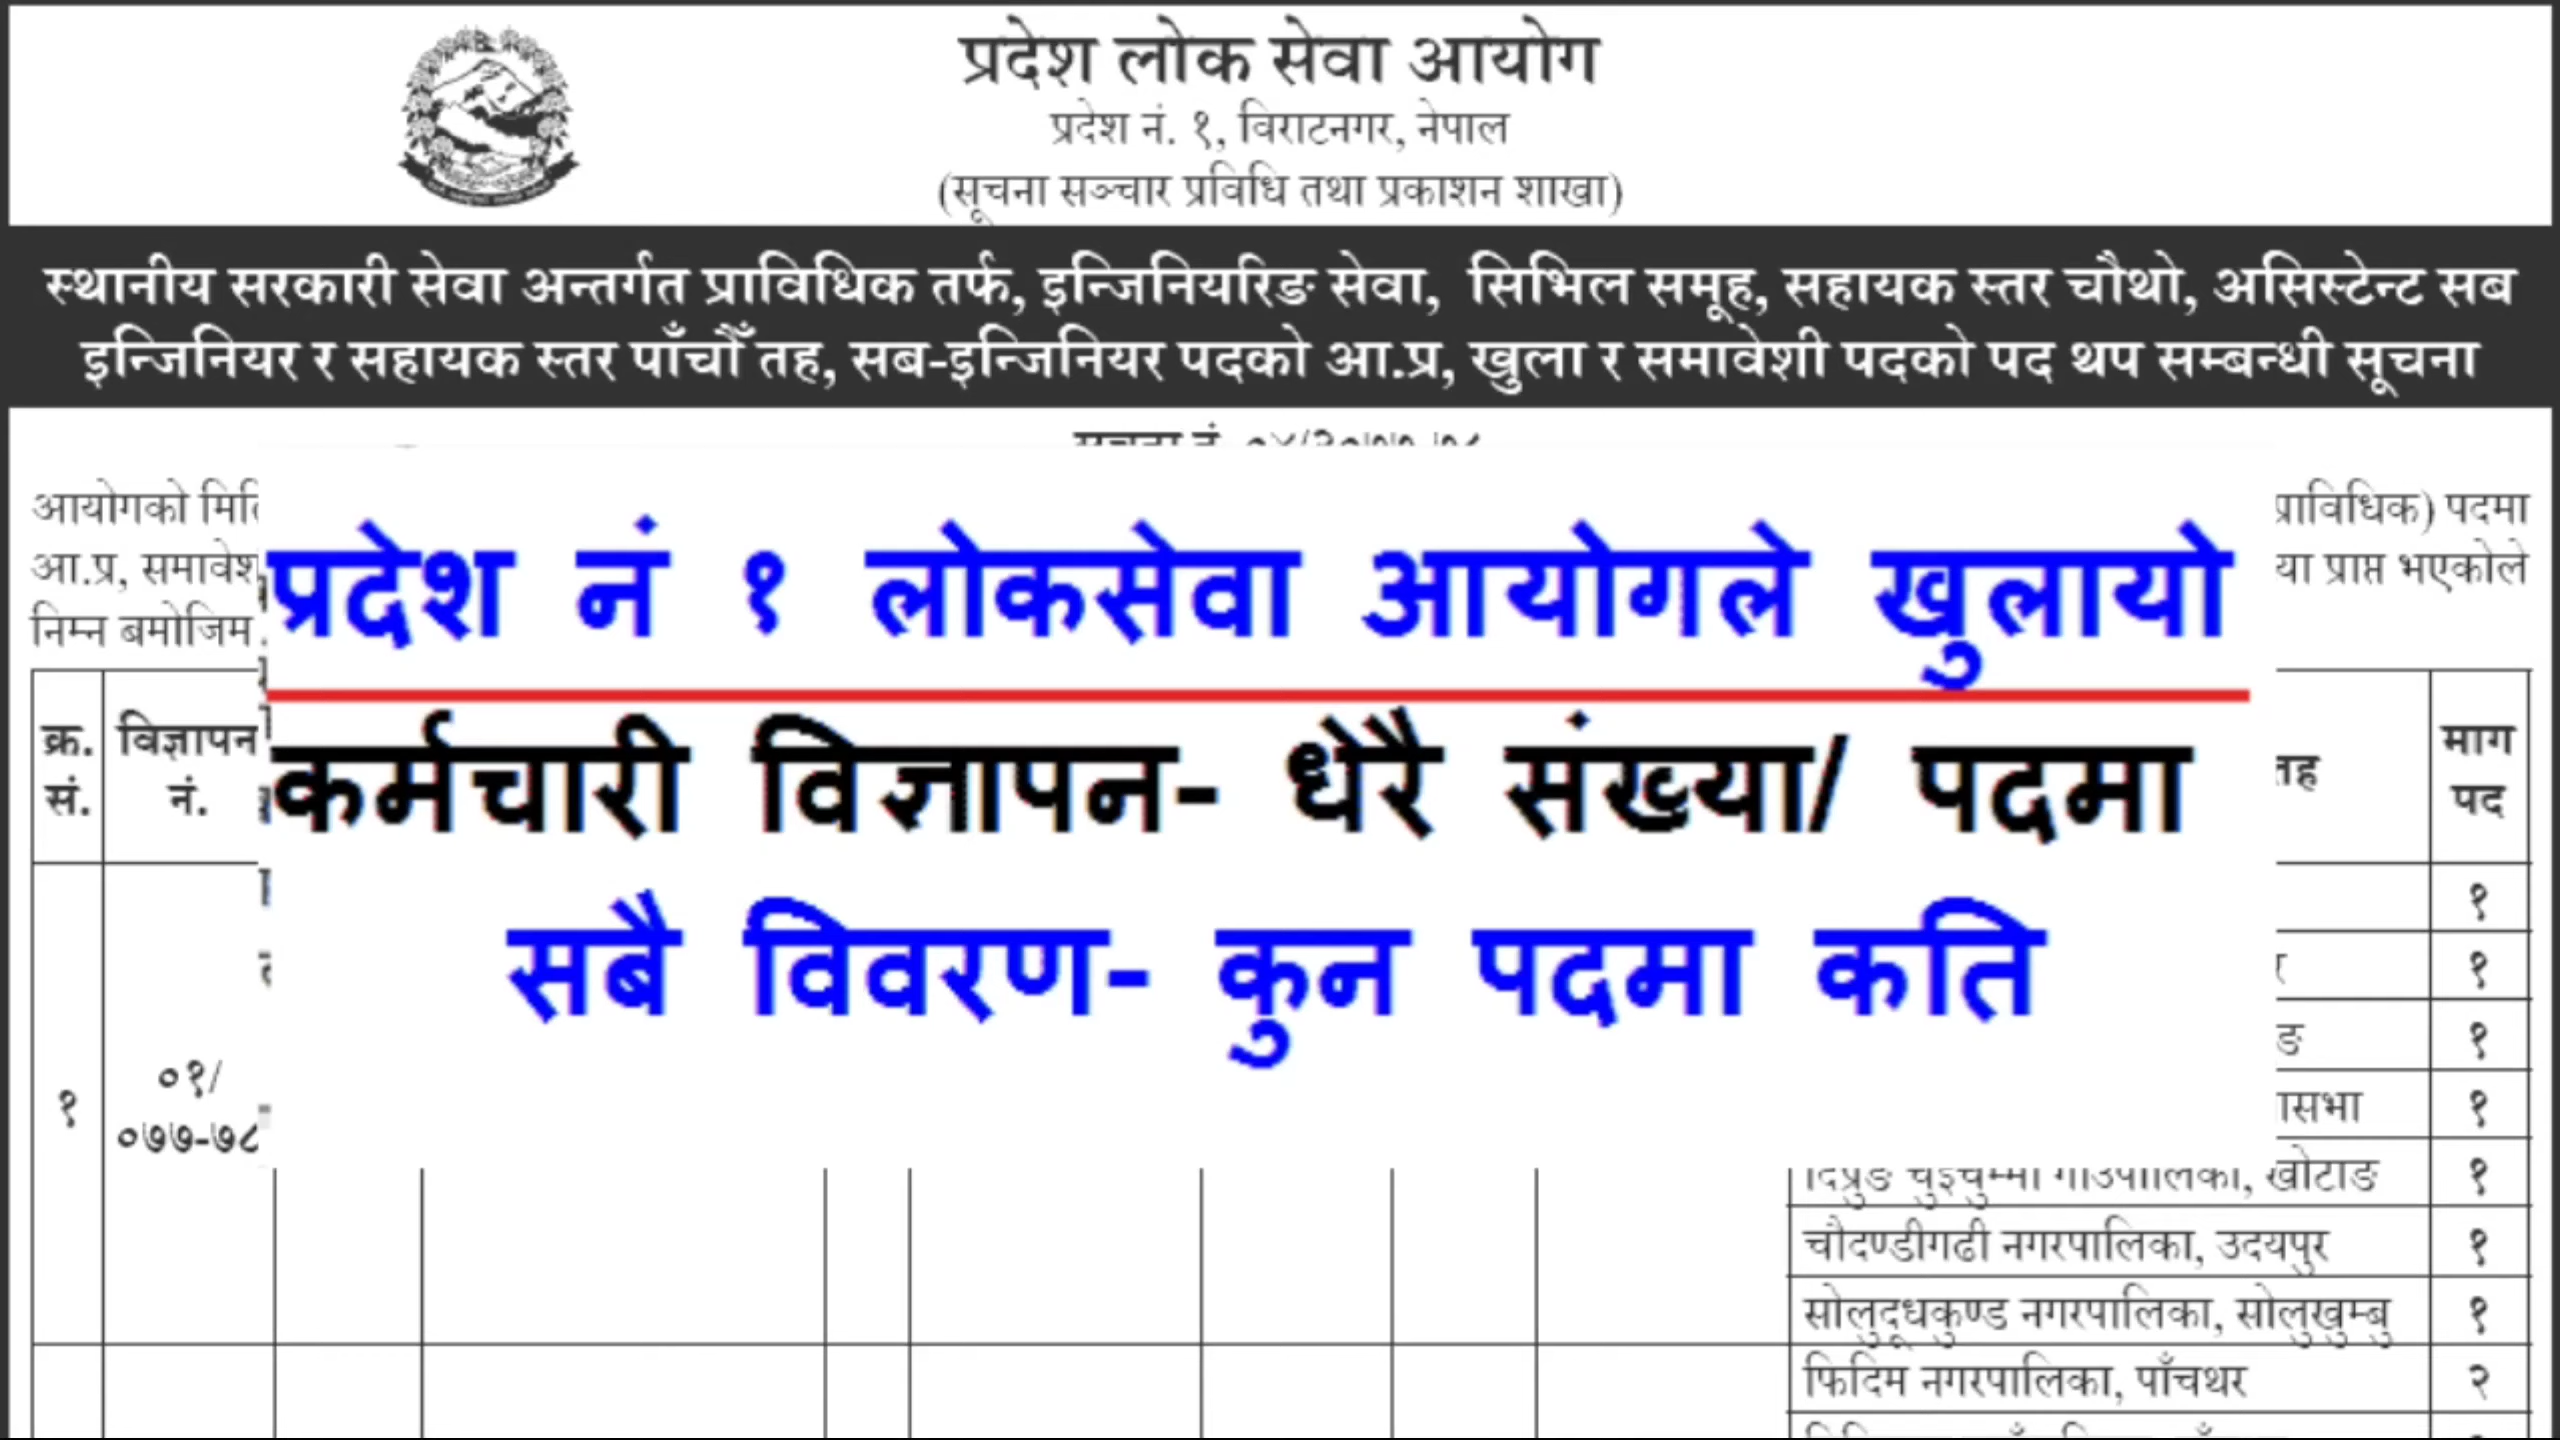 प्रदेश लोक सेवा आयोग
प्रदेश नं. १, विराटनगर, नेपाल
(सूचना सञ्चार प्रविधि तथा प्रकाशन शाखा)
स्थानीय सरकारी सेवा अन्तर्गत प्राविधिक तर्फ, इन्जिनियरिङ सेवा, सिभिल समूह, सहायक स्तर चौथो, असिस्टेन्ट सब
इन्जिनियर र सहायक स्तर पाँचौँ तह, सब-इन्जिनियर पदको आ.प्र, खुला र समावेशी पदको पद थप सम्बन्धी सूचना
आयोगको प्राविधिक) पदमा
आ.प्र, प्राप्त भएकोले
निम्न बमोजिम
प्रदेश नं १ लोकसेवा आयोगले खुलायो
कर्मचारी विज्ञापन- धेरै संख्या/ पदमा
सबै विवरण- कुन पदमा कति
क्र. सं.
विज्ञापन नं.
माग पद
१
०१/
०७७-७८
१
१
१
१
दिप्रुङ चुइचुम्मा गाउँपालिका, खोटाङ १
चौदण्डीगढी नगरपालिका, उदयपुर १
सोलुदूधकुण्ड नगरपालिका, सोलुखुम्बु १
फिदिम नगरपालिका, पाँचथर २